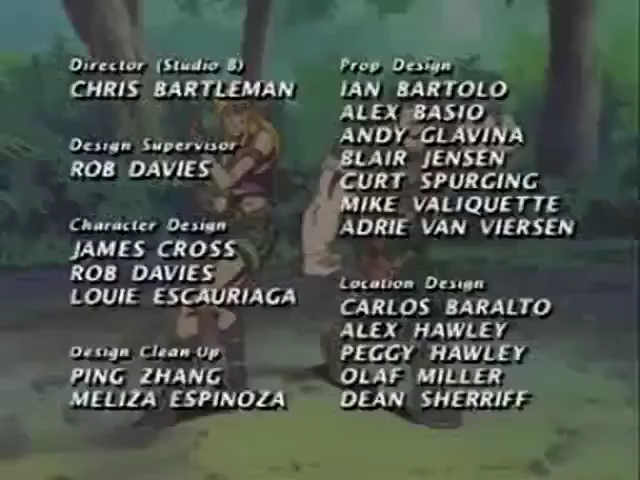 Director (Studio B)
CHRIS BARTLEMAN
Design Supervisor
ROB DAVIES
Character Design
JAMES CROSS
ROB DAVIES
LOUIE ESCAURIAGA
Design Clean-Up
PING ZHANG
MELIZA ESPINOZA
Prop Design
IAN BARTOLO
ALEX BASIO
ANDY GLAVINA
BLAIR JENSEN
CURT SPURGING
MIKE VALIQUETTE
ADRIE VAN VIERSEN
Location Design
CARLOS BARALTO
ALEX HAWLEY
PEGGY HAWLEY
OLAF MILLER
DEAN SHERRIFF